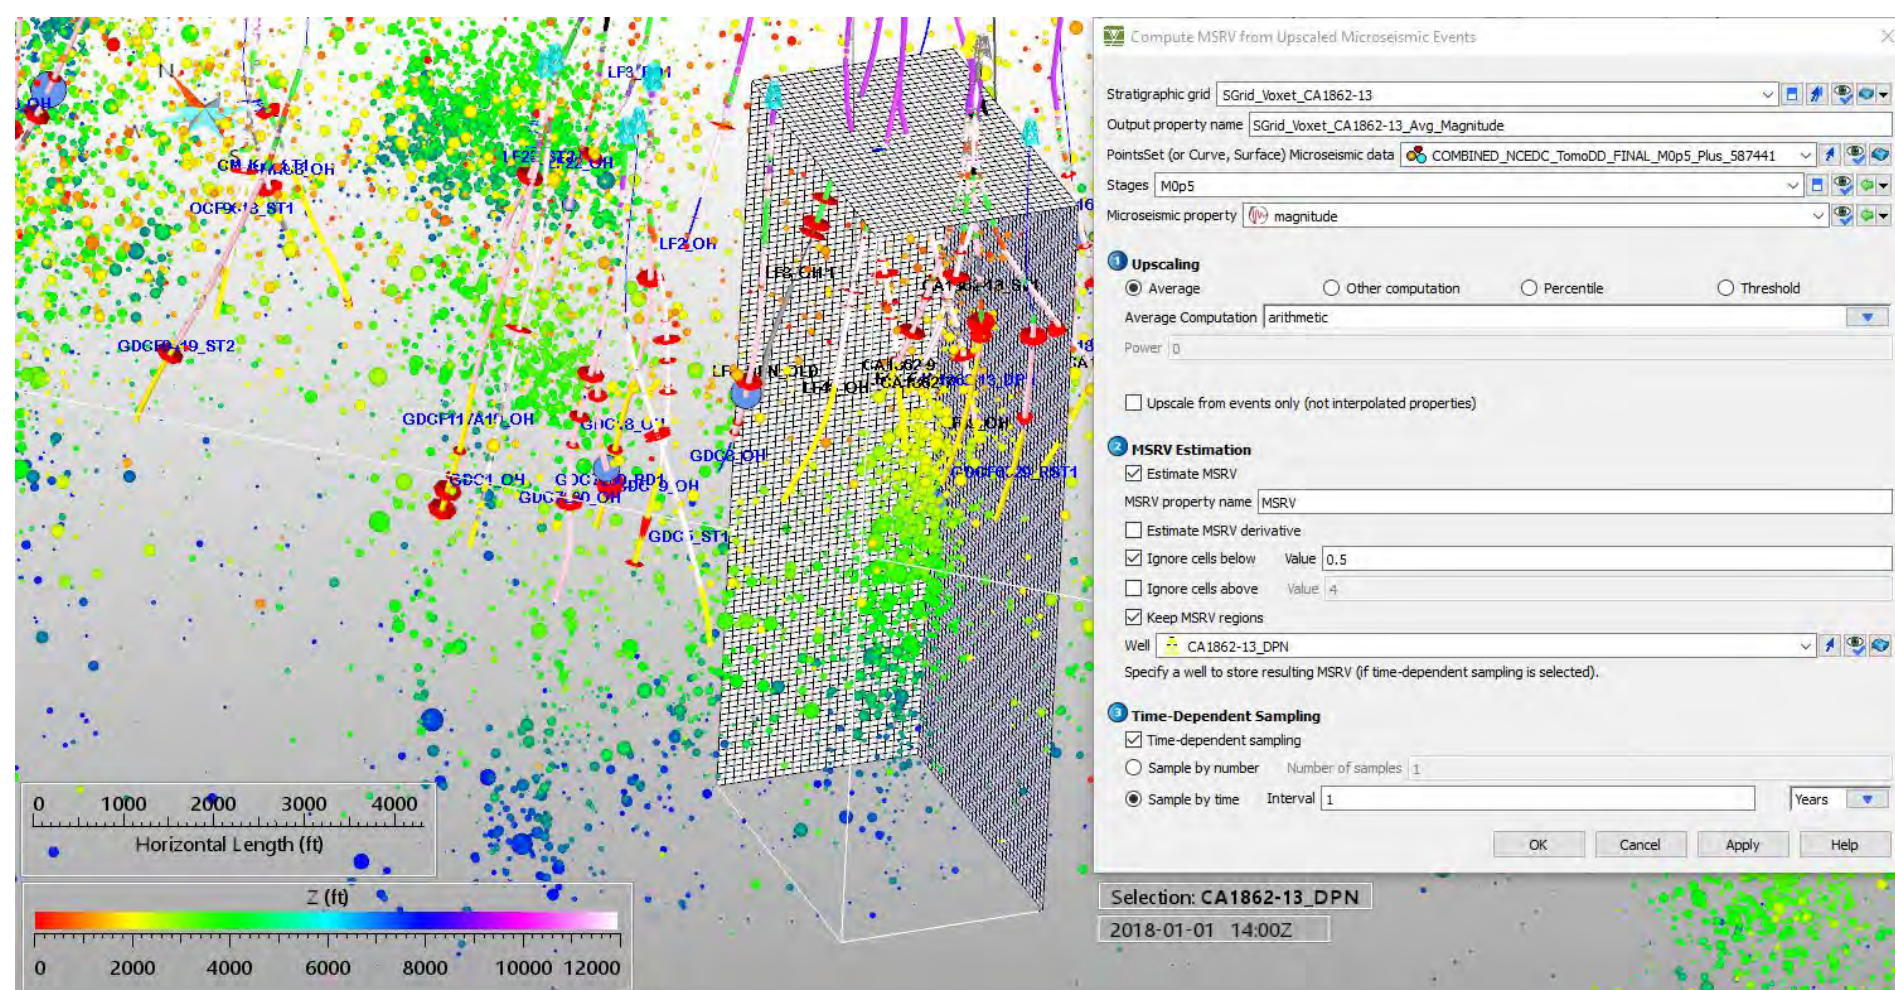 N
S
LF2_OH
OCF96-13_ST1
GDC3_OH
GDC1_OH
GDC5_ST1
0 1000 2000 3000 4000
Horizontal Length (ft)
Z (ft)
0 2000 4000 6000 8000 10000 12000
Compute MSRV from Upscaled Microseismic Events
Stratigraphic grid SGrid_Voxet_CA1862-13
Output property name SGrid_Voxet_CA1862-13_Avg_Magnitude
PointsSet (or Curve, Surface) Microseismic data COMBINED_NCEDC_TomoDD_FINAL_M0p5_Plus_587441
Stages M0p5
Microseismic property magnitude
1 Upscaling
Average Other computation Percentile Threshold
Average Computation arithmetic
Power 0
Upscale from events only (not interpolated properties)
2 MSRV Estimation
Estimate MSRV
MSRV property name MSRV
Estimate MSRV derivative
Ignore cells below Value 0.5
Ignore cells above Value 4
Keep MSRV regions
Well CA1862-13_DPN
Specify a well to store resulting MSRV (if time-dependent sampling is selected).
3 Time-Dependent Sampling
Time-dependent sampling
Sample by number Number of samples 1
Sample by time Interval 1 Years
OK Cancel Apply Help
Selection: CA1862-13_DPN
2018-01-01 14:00Z